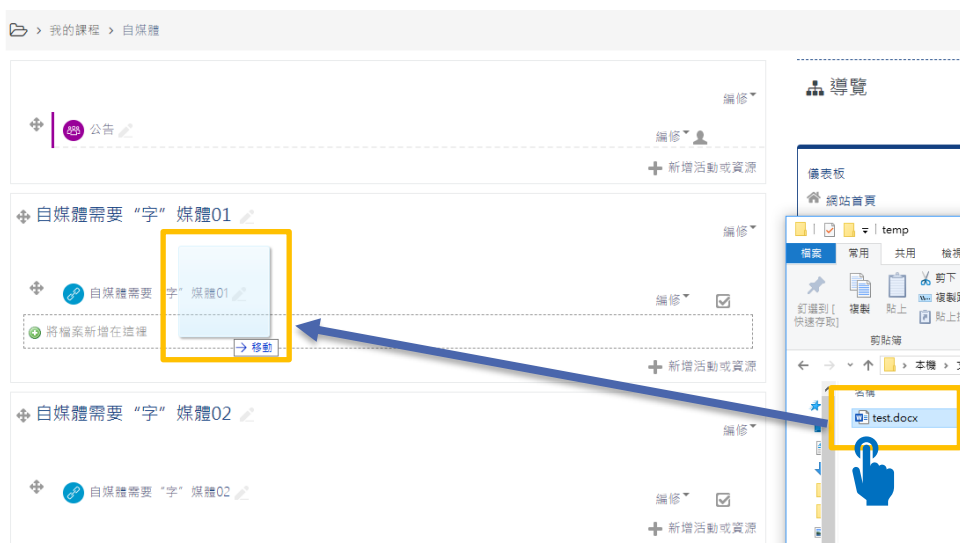 > 我的課程 > 自媒體
編修
公告
編修
新增活動或資源
自媒體需要“字”媒體01
編修
自媒體需要“字”媒體01
編修
將檔案新增在這裡
→ 移動
新增活動或資源
自媒體需要“字”媒體02
編修
自媒體需要“字”媒體02
編修
新增活動或資源
導覽
儀表板
網站首頁
temp
檔案 常用 共用 檢視
釘選到 [
快速存取]
複製
貼上
剪下
複製路
貼上捷
剪貼簿
本機 >
名稱
test.docx